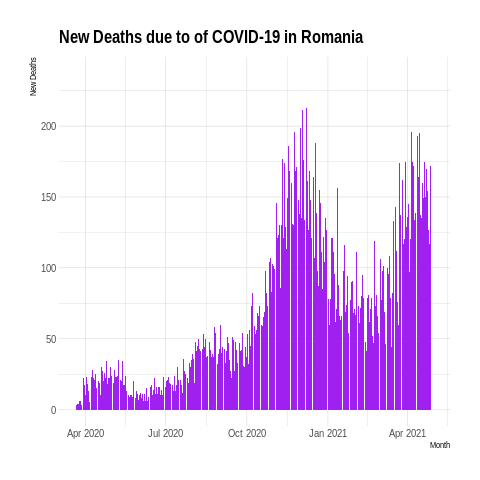 New Deaths due to of COVID-19 in Romania
New Deaths
200
150
100
50
0
Apr 2020 Jul 2020 Oct 2020 Jan 2021 Apr 2021
Month